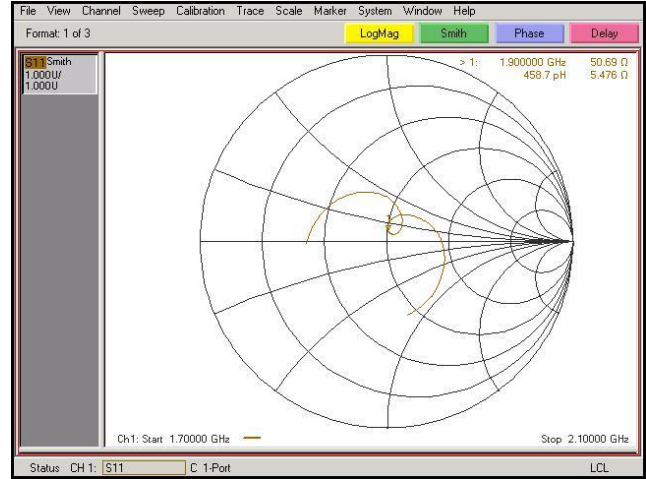 File View Channel Sweep Calibration Trace Scale Marker System Window Help
Format: 1 of 3 LogMag Smith Phase Delay
S11 Smith
1.000U/
1.000U
> 1: 1.900000 GHz 50.69 Ω
458.7 pH 5.476 Ω
Ch1: Start 1.70000 GHz Stop 2.10000 GHz
Status CH 1: S11 C 1-Port LCL